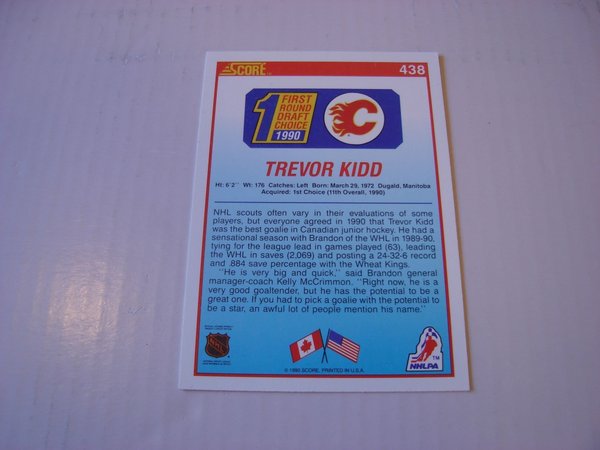 SCORE
438
1
FIRST
ROUND
DRAFT
CHOICE
1990
C
TREVOR KIDD
Ht: 6'2" Wt: 176 Catches: Left Born: March 29, 1972 Dugald, Manitoba
Acquired: 1st Choice (11th Overall, 1990)
NHL scouts often vary in their evaluations of some
players, but everyone agreed in 1990 that Trevor Kidd
was the best goalie in Canadian junior hockey. He had a
sensational season with Brandon of the WHL in 1989-90,
tying for the league lead in games played (63), leading
the WHL in saves (2,069) and posting a 24-32-6 record
and .884 save percentage with the Wheat Kings.
"He is very big and quick," said Brandon general
manager-coach Kelly McCrimmon. "Right now, he is a
very good goaltender, but he has the potential to be a
great one. If you had to pick a goalie with the potential to
be a star, an awful lot of people mention his name."
NHL
TM
NHLPA
© 1990 SCORE, PRINTED IN U.S.A.